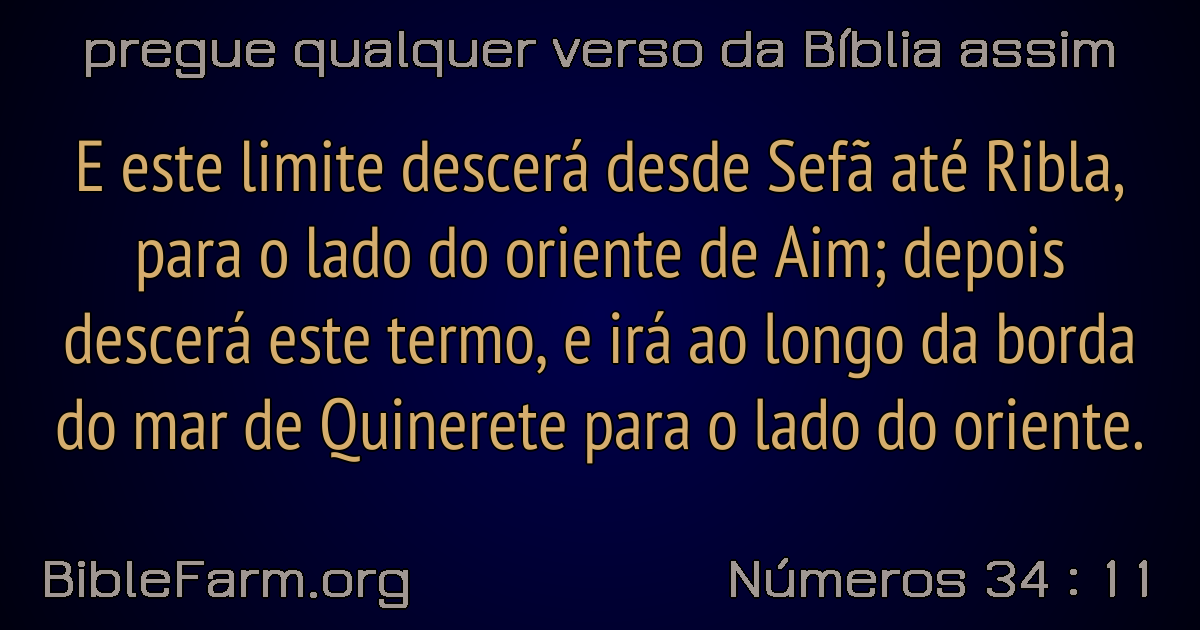 pregue qualquer verso da Bíblia assim
E este limite descerá desde Sefã até Ribla,
para o lado do oriente de Aim; depois
descerá este termo, e irá ao longo da borda
do mar de Quinerete para o lado do oriente.
BibleFarm.org
Números 34 : 11